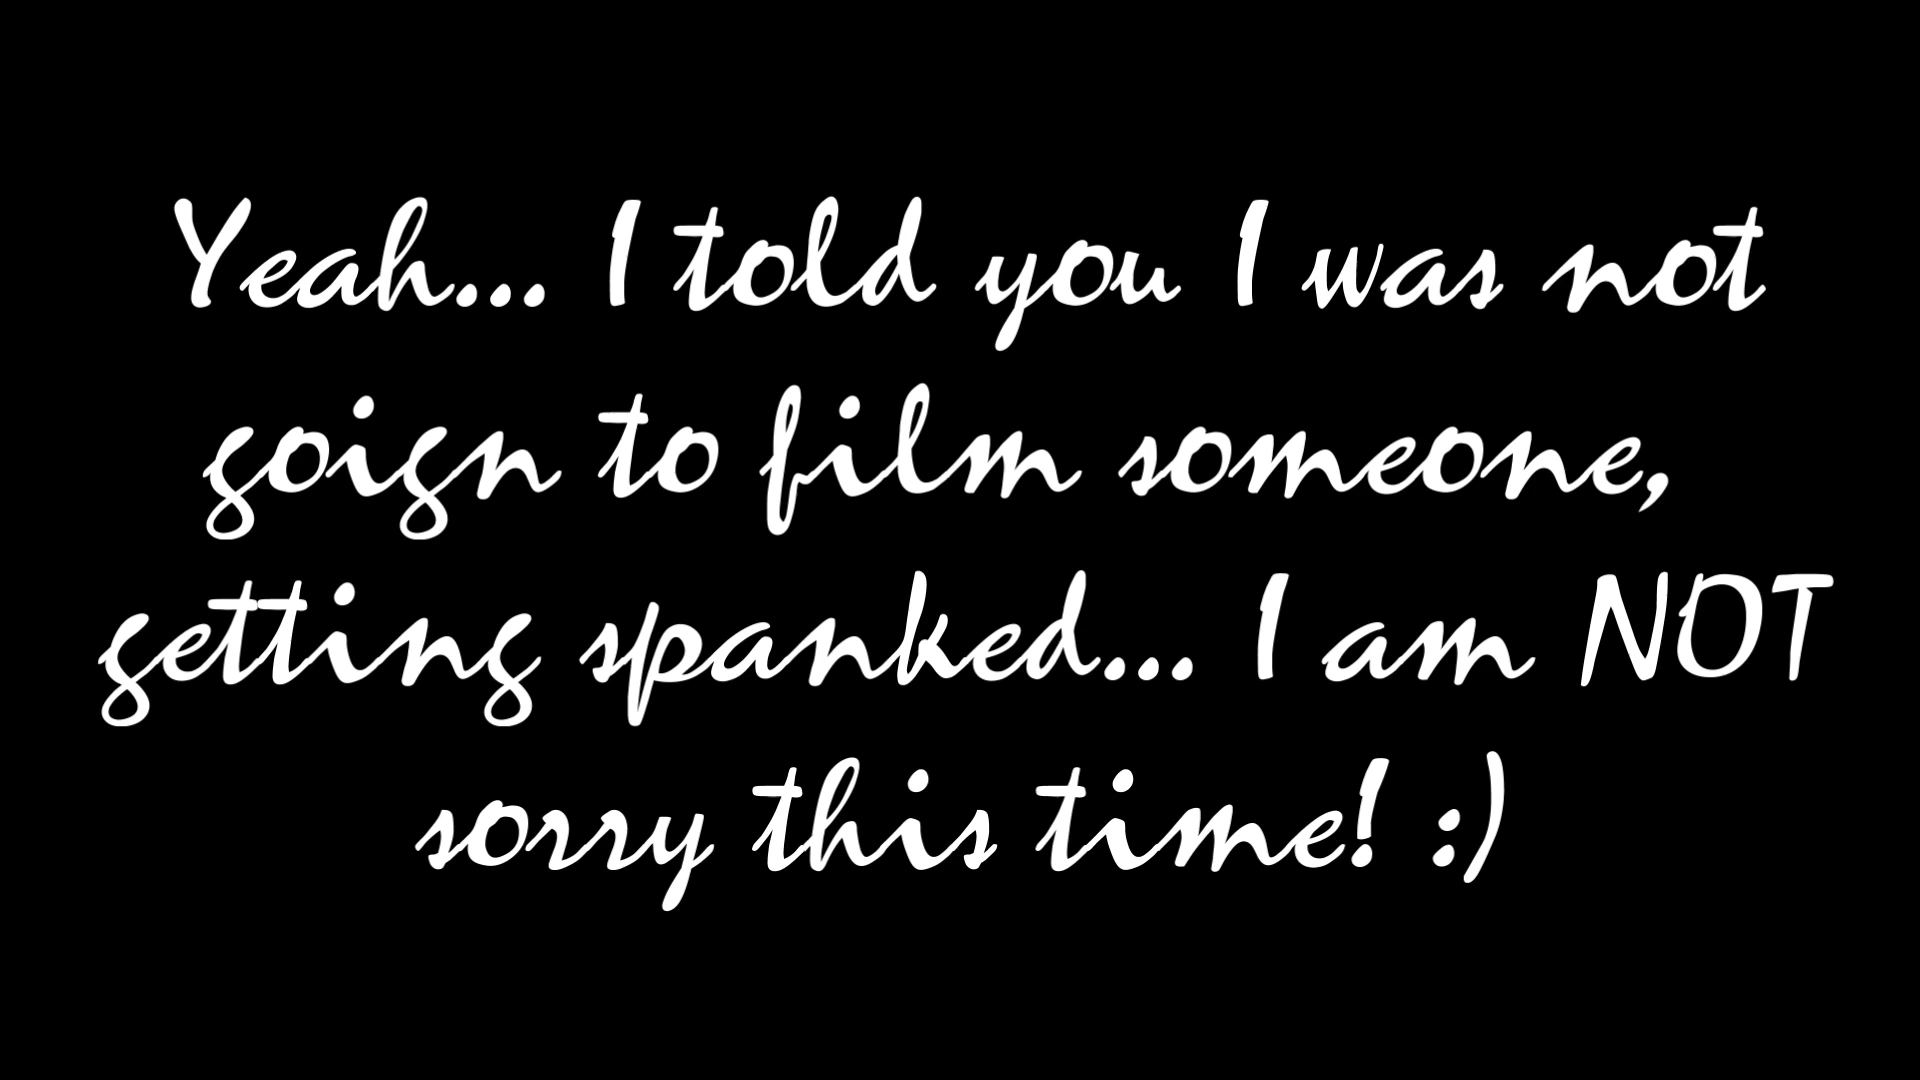 Yeah... I told you I was not
goign to film someone,
getting spanked... I am NOT
sorry this time! :)